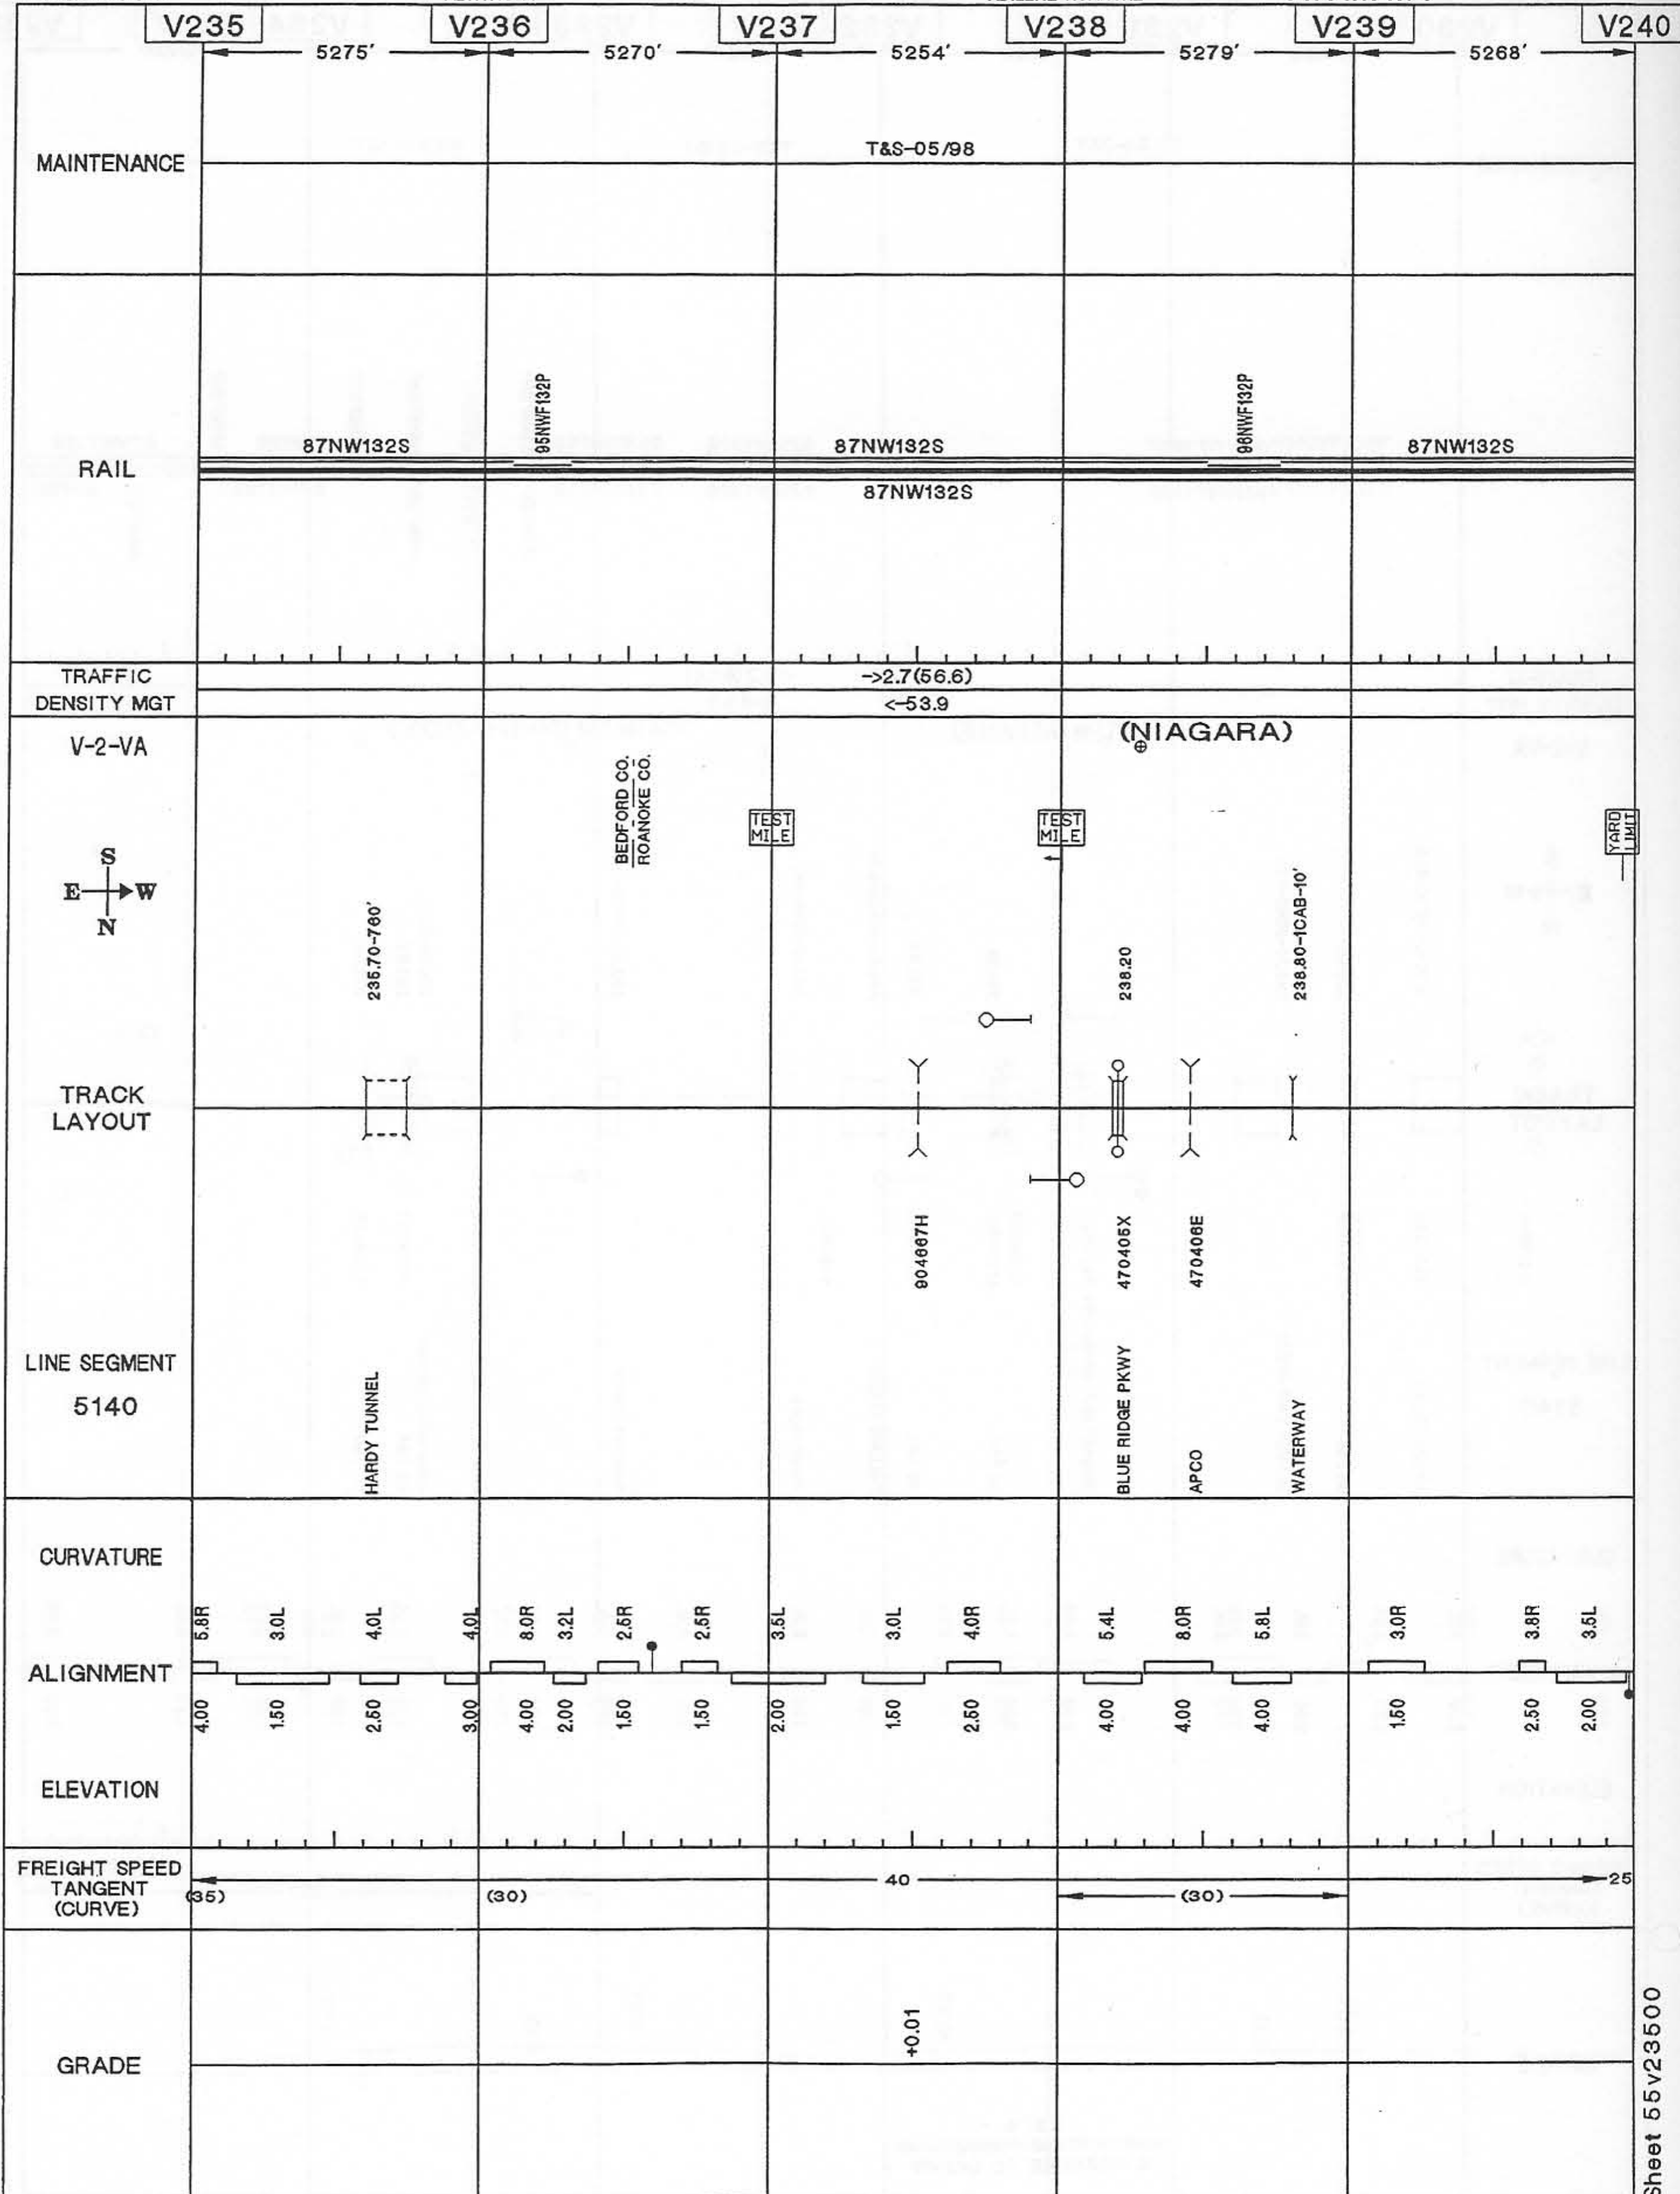 V235 V236 V237 V238 V239 V240
5275' 5270' 5254' 5279' 5268'
MAINTENANCE
T&S-05/98
RAIL
87NW132S 95NWF132P 87NW132S 96NWF132P 87NW132S
87NW132S
TRAFFIC
DENSITY MGT
->2.7(56.6)
<-53.9
V-2-VA
(NIAGARA)
BEDFORD CO.
ROANOKE CO.
TEST
MILE
TEST
MILE
YARD
LIMIT
S
E W
N
235.70-760'
238.20
238.80-1CAB-10'
TRACK
LAYOUT
904667H
470405X
470406E
LINE SEGMENT
5140
HARDY TUNNEL
BLUE RIDGE PKWY
APCO
WATERWAY
CURVATURE
5.8R 3.0L 4.0L 4.0L 8.0R 3.2L 2.5R 2.5R 3.5L 3.0L 4.0R 5.4L 8.0R 5.8L 3.0R 3.8R 3.5L
ALIGNMENT
4.00 1.50 2.50 3.00 4.00 2.00 1.50 1.50 2.00 1.50 2.50 4.00 4.00 4.00 1.50 2.50 2.00
ELEVATION
FREIGHT SPEED
TANGENT
(CURVE)
40 25
(35) (30) (30)
GRADE
+0.01
Sheet 55v23500